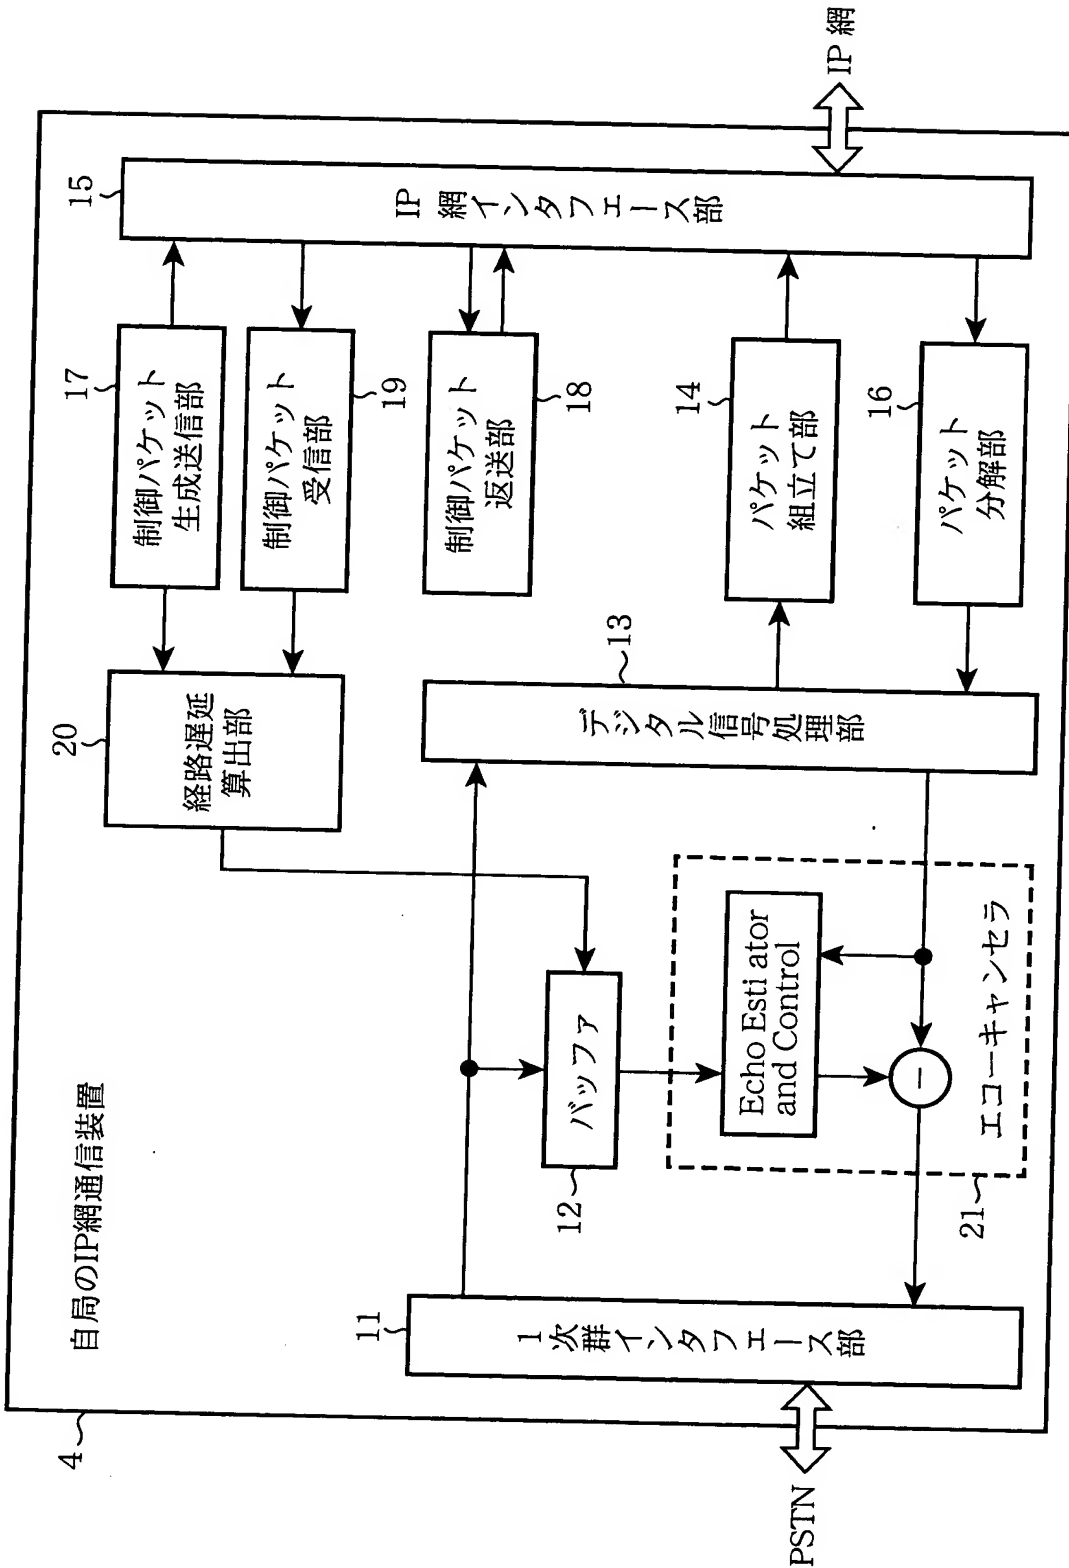 4
自局のIP網通信装置
20
経路遅延
算出部
17
制御パケット
生成送信部
15
IP 網インタフェース部
制御パケット
受信部
19
制御パケット
返送部
18
11
1次群インタフェース部
PSTN
13
デジタル信号処理部
14
パケット
組立て部
IP 網
12
バッファ
Echo Esti ator
and Control
16
パケット
分解部
−
21
エコーキャンセラ